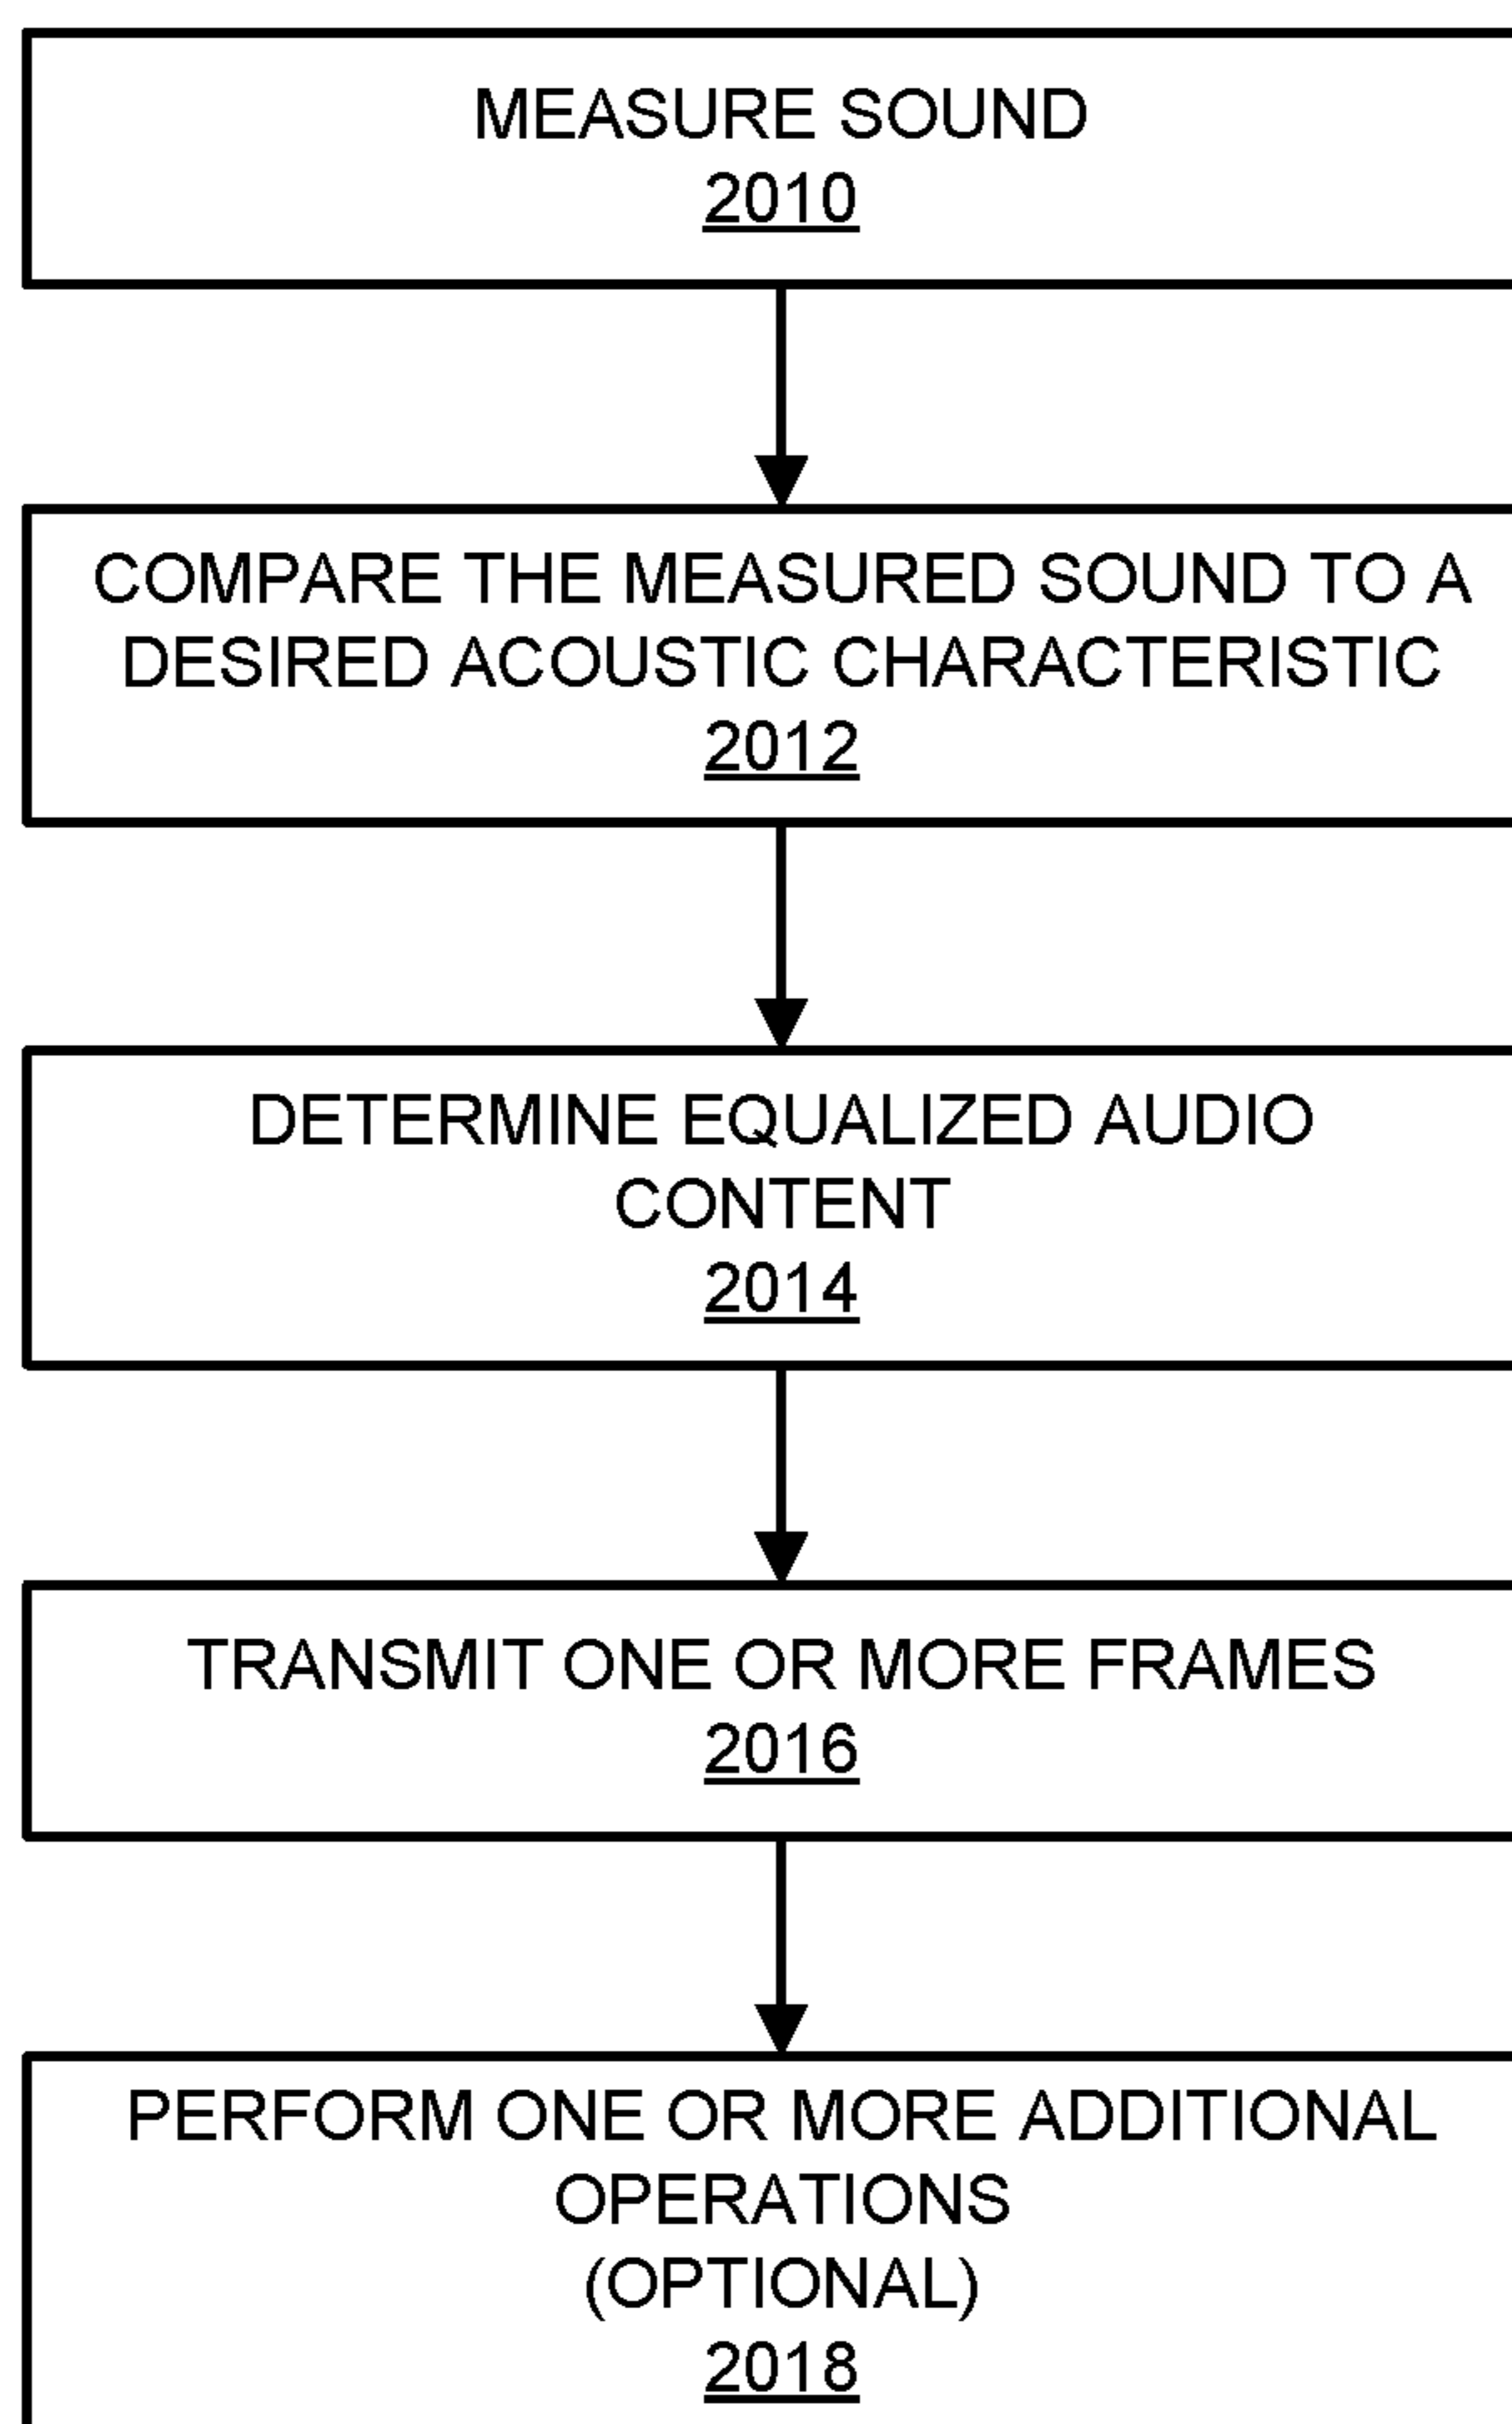 MEASURE SOUND
2010
COMPARE THE MEASURED SOUND TO A
DESIRED ACOUSTIC CHARACTERISTIC
2012
DETERMINE EQUALIZED AUDIO
CONTENT
2014
TRANSMIT ONE OR MORE FRAMES
2016
PERFORM ONE OR MORE ADDITIONAL
OPERATIONS
(OPTIONAL)
2018